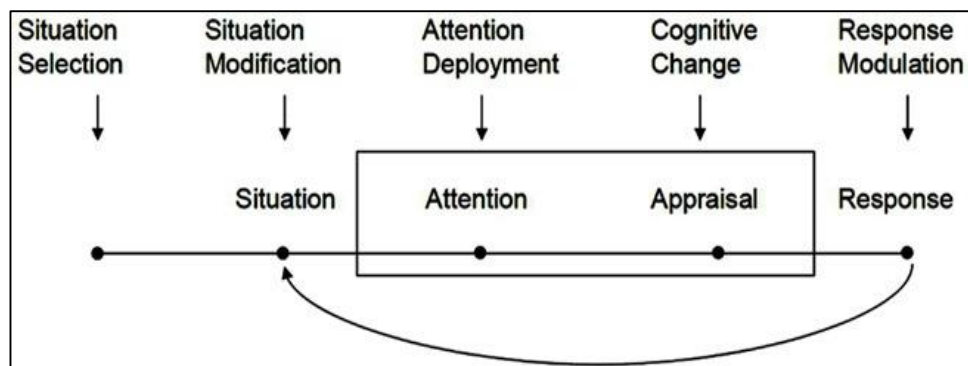 Situation
Selection
Situation
Modification
Attention
Deployment
Cognitive
Change
Response
Modulation
Situation
Attention
Appraisal
Response